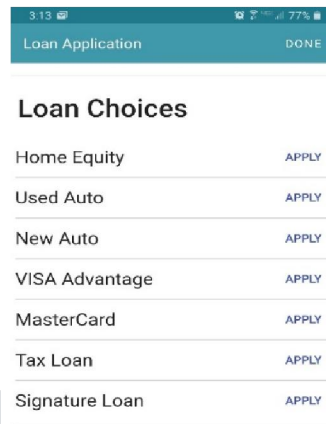 3:13 77%
Loan Application DONE
Loan Choices
Home Equity APPLY
Used Auto APPLY
New Auto APPLY
VISA Advantage APPLY
MasterCard APPLY
Tax Loan APPLY
Signature Loan APPLY